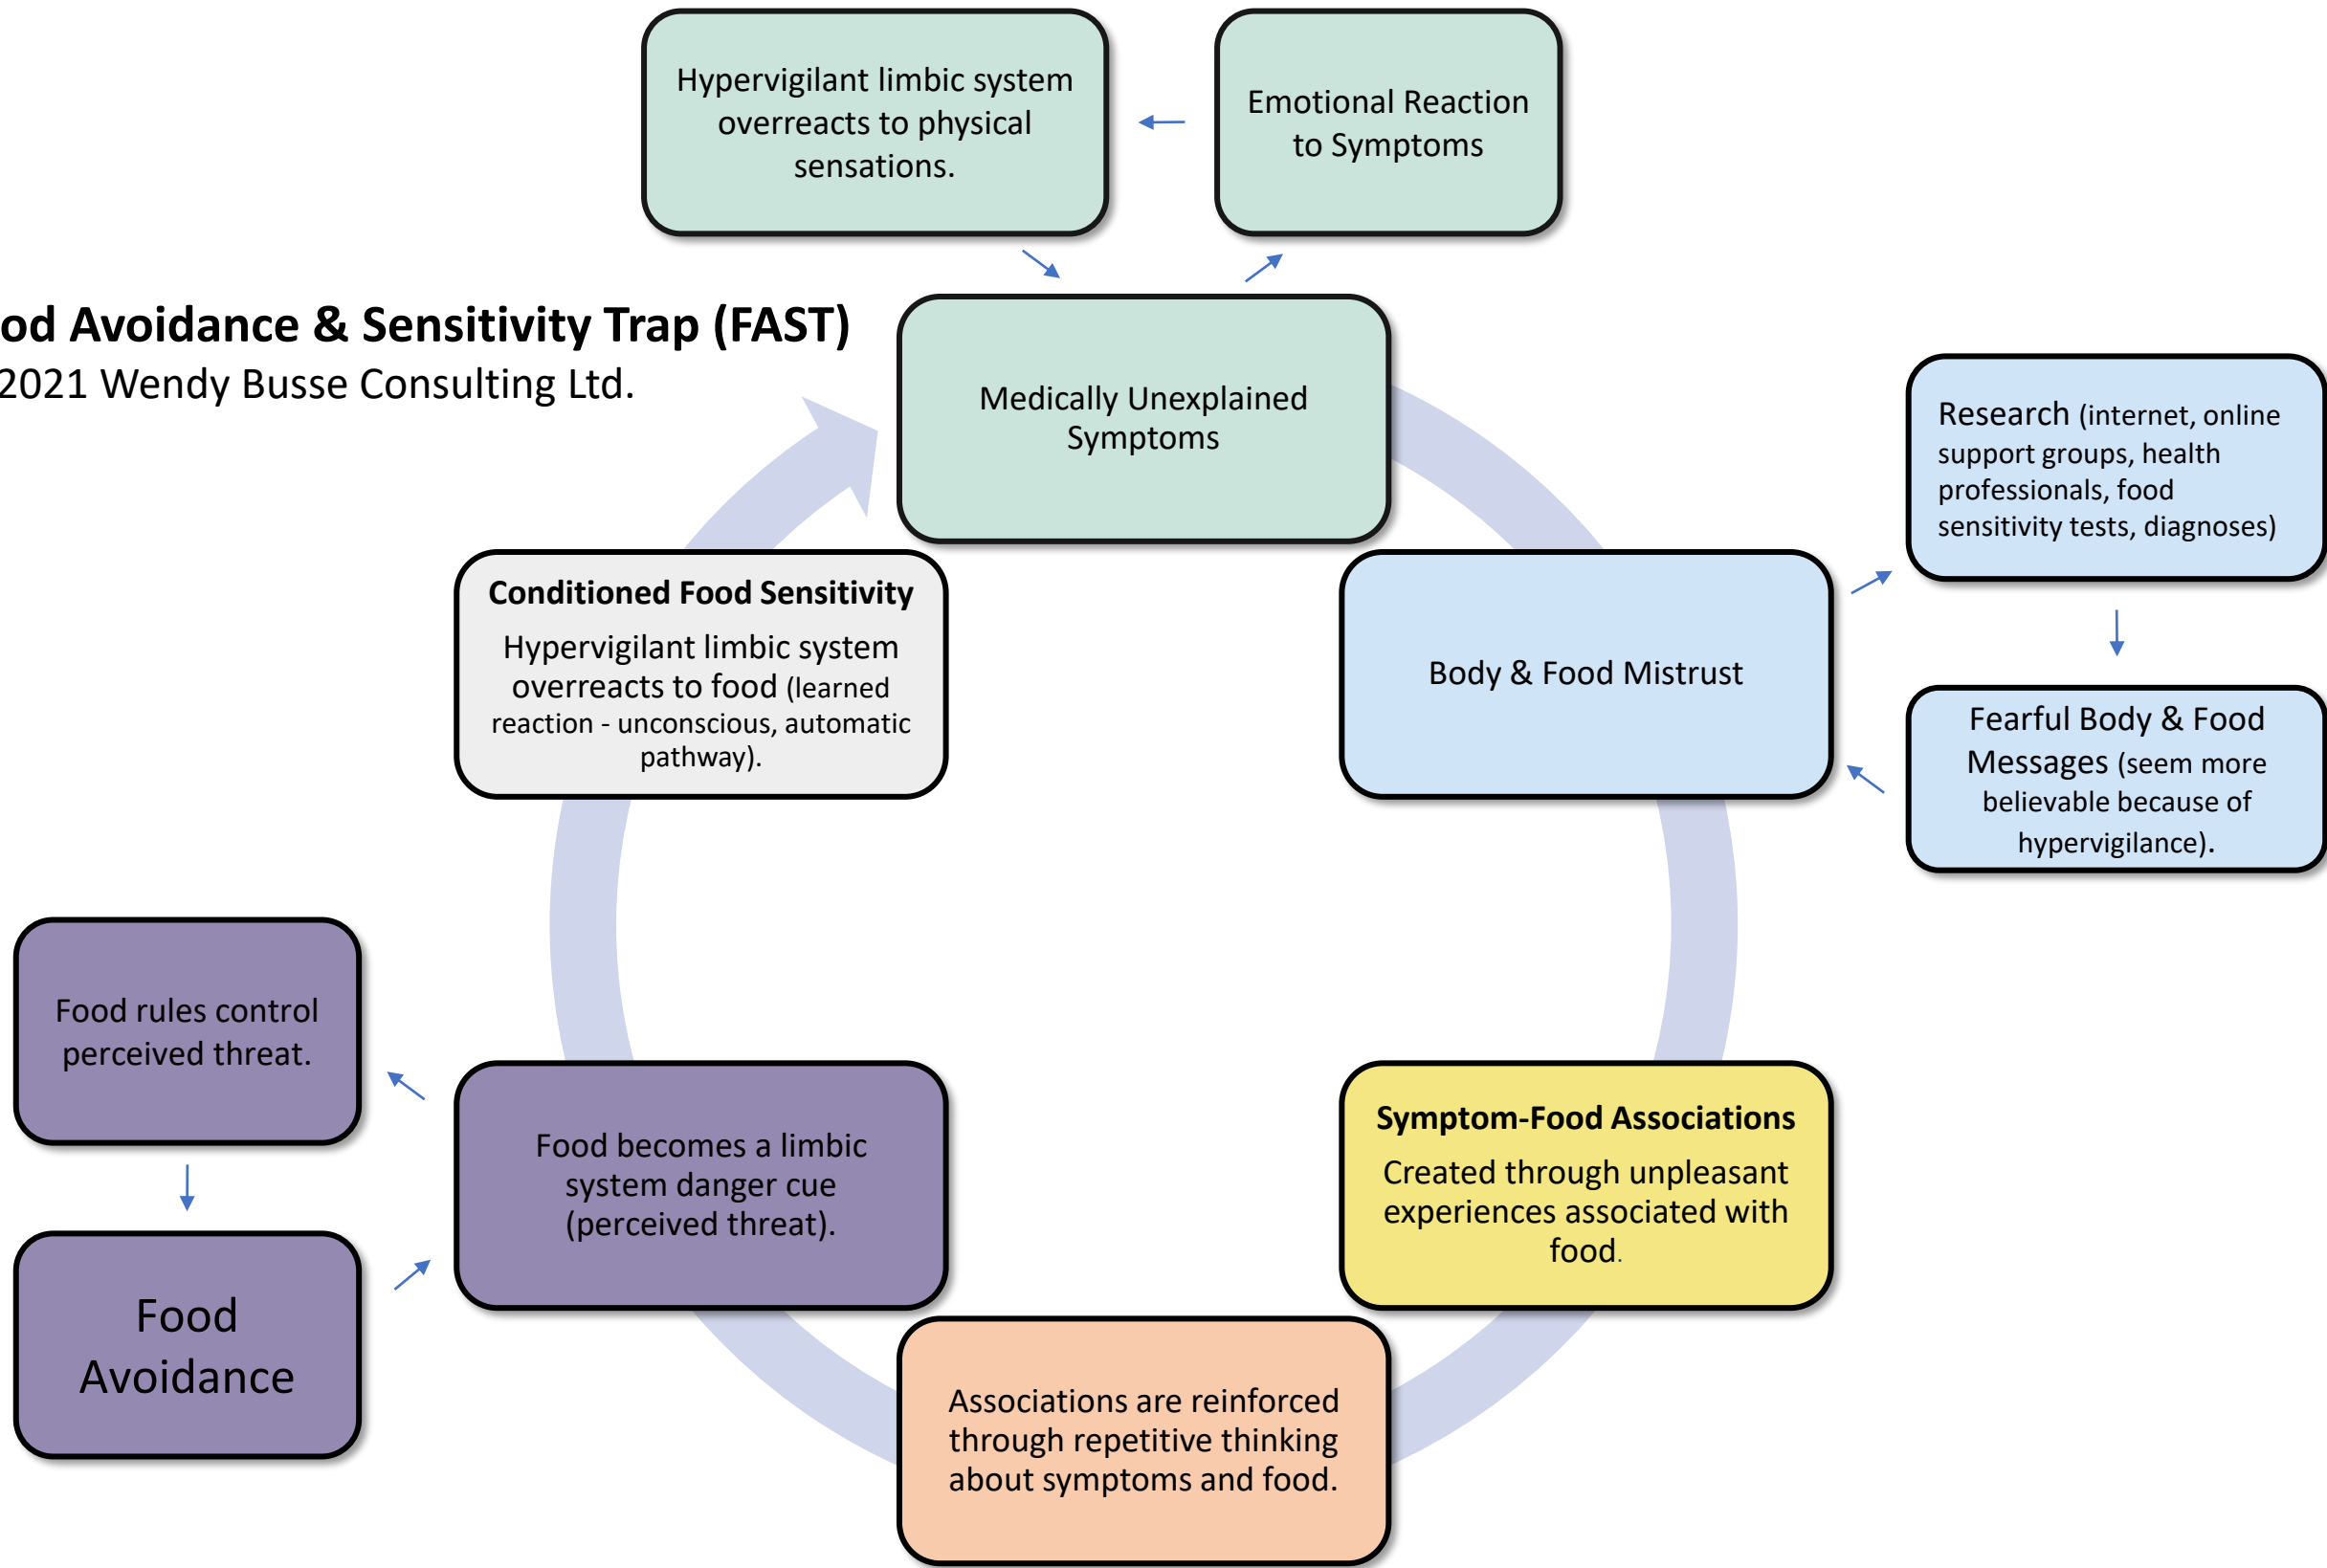 Hypervigilant limbic system
overreacts to physical
sensations.
Emotional Reaction
to Symptoms
od Avoidance & Sensitivity Trap (FAST)
2021 Wendy Busse Consulting Ltd.
Medically Unexplained
Symptoms
Research (internet, online
support groups, health
professionals, food
sensitivity tests, diagnoses)
Conditioned Food Sensitivity
Hypervigilant limbic system
overreacts to food (learned
reaction - unconscious, automatic
pathway).
Body & Food Mistrust
Fearful Body & Food
Messages (seem more
believable because of
hypervigilance).
Food rules control
perceived threat.
Food becomes a limbic
system danger cue
(perceived threat).
Symptom-Food Associations
Created through unpleasant
experiences associated with
food.
Food
Avoidance
Associations are reinforced
through repetitive thinking
about symptoms and food.